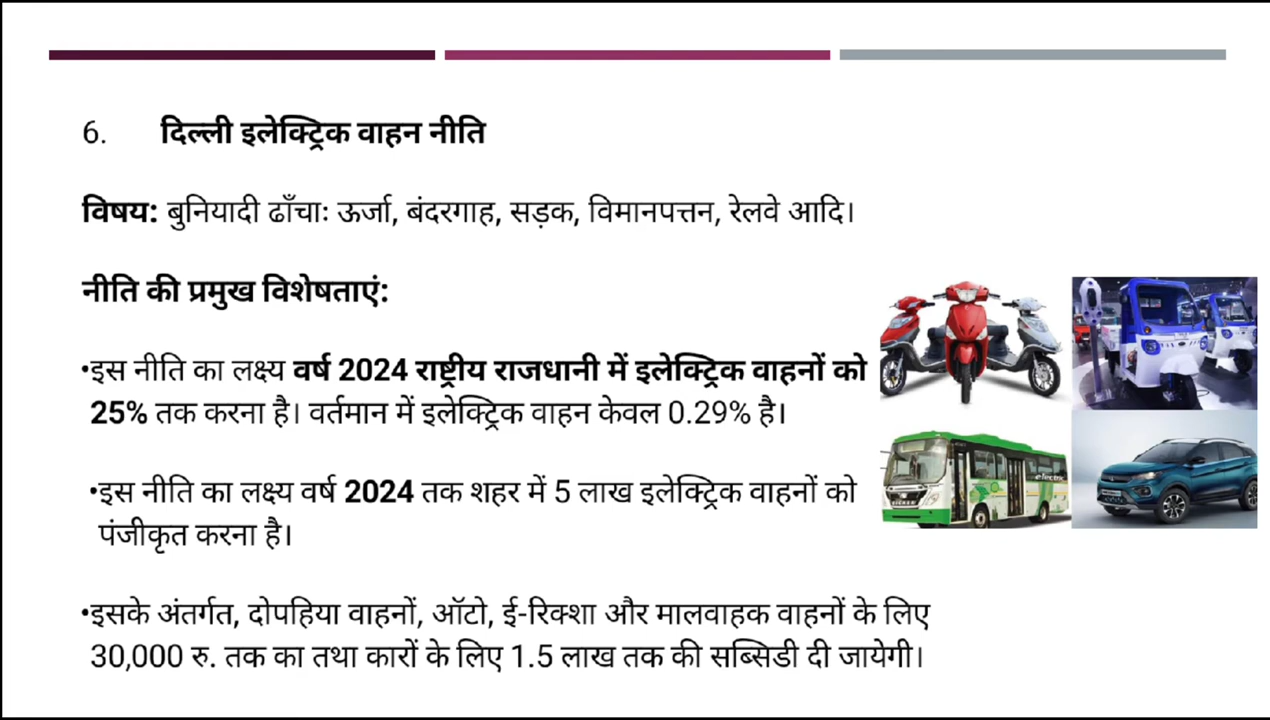 6. दिल्ली इलेक्ट्रिक वाहन नीति
विषय: बुनियादी ढाँचाः ऊर्जा, बंदरगाह, सड़क, विमानपत्तन, रेलवे आदि।
नीति की प्रमुख विशेषताएं:
•इस नीति का लक्ष्य वर्ष 2024 राष्ट्रीय राजधानी में इलेक्ट्रिक वाहनों को
25% तक करना है। वर्तमान में इलेक्ट्रिक वाहन केवल 0.29% है।
•इस नीति का लक्ष्य वर्ष 2024 तक शहर में 5 लाख इलेक्ट्रिक वाहनों को
पंजीकृत करना है।
•इसके अंतर्गत, दोपहिया वाहनों, ऑटो, ई-रिक्शा और मालवाहक वाहनों के लिए
30,000 रु. तक का तथा कारों के लिए 1.5 लाख तक की सब्सिडी दी जायेगी।
electric